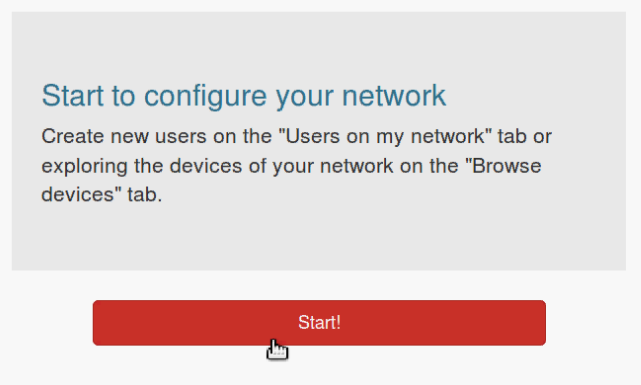 Start to configure your network
Create new users on the "Users on my network" tab or
exploring the devices of your network on the "Browse
devices" tab.
Start!